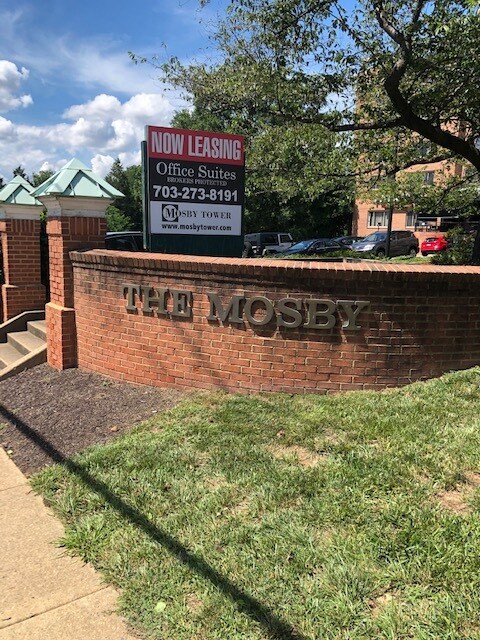 NOW LEASING
Office Suites
BROKERS PROTECTED
703-273-8191
M MOSBY TOWER
www.mosbytower.com
THE MOSBY